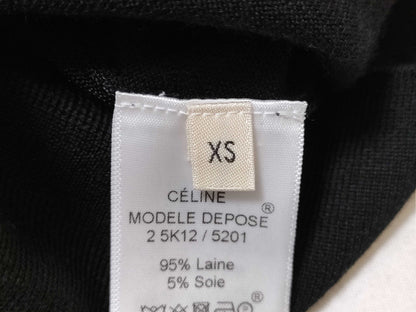 XS
CÉLINE
MODELE DEPOSE ®
2 5K12 / 5201
95% Laine
5% Soie
®